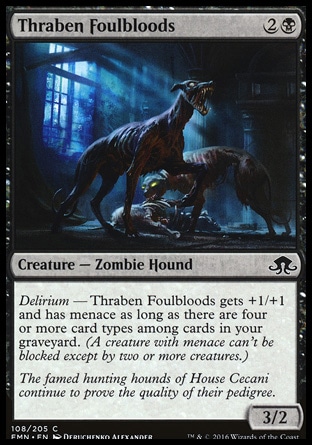 Thraben Foulbloods 2
Creature — Zombie Hound
Delirium — Thraben Foulbloods gets +1/+1
and has menace as long as there are four
or more card types among cards in your
graveyard. (A creature with menace can't be
blocked except by two or more creatures.)
The famed hunting hounds of House Cecani
continue to prove the quality of their pedigree.
3/2
108/205 C
EMN • EN DERUCHENKO ALEXANDER
™ & © 2016 Wizards of the Coast